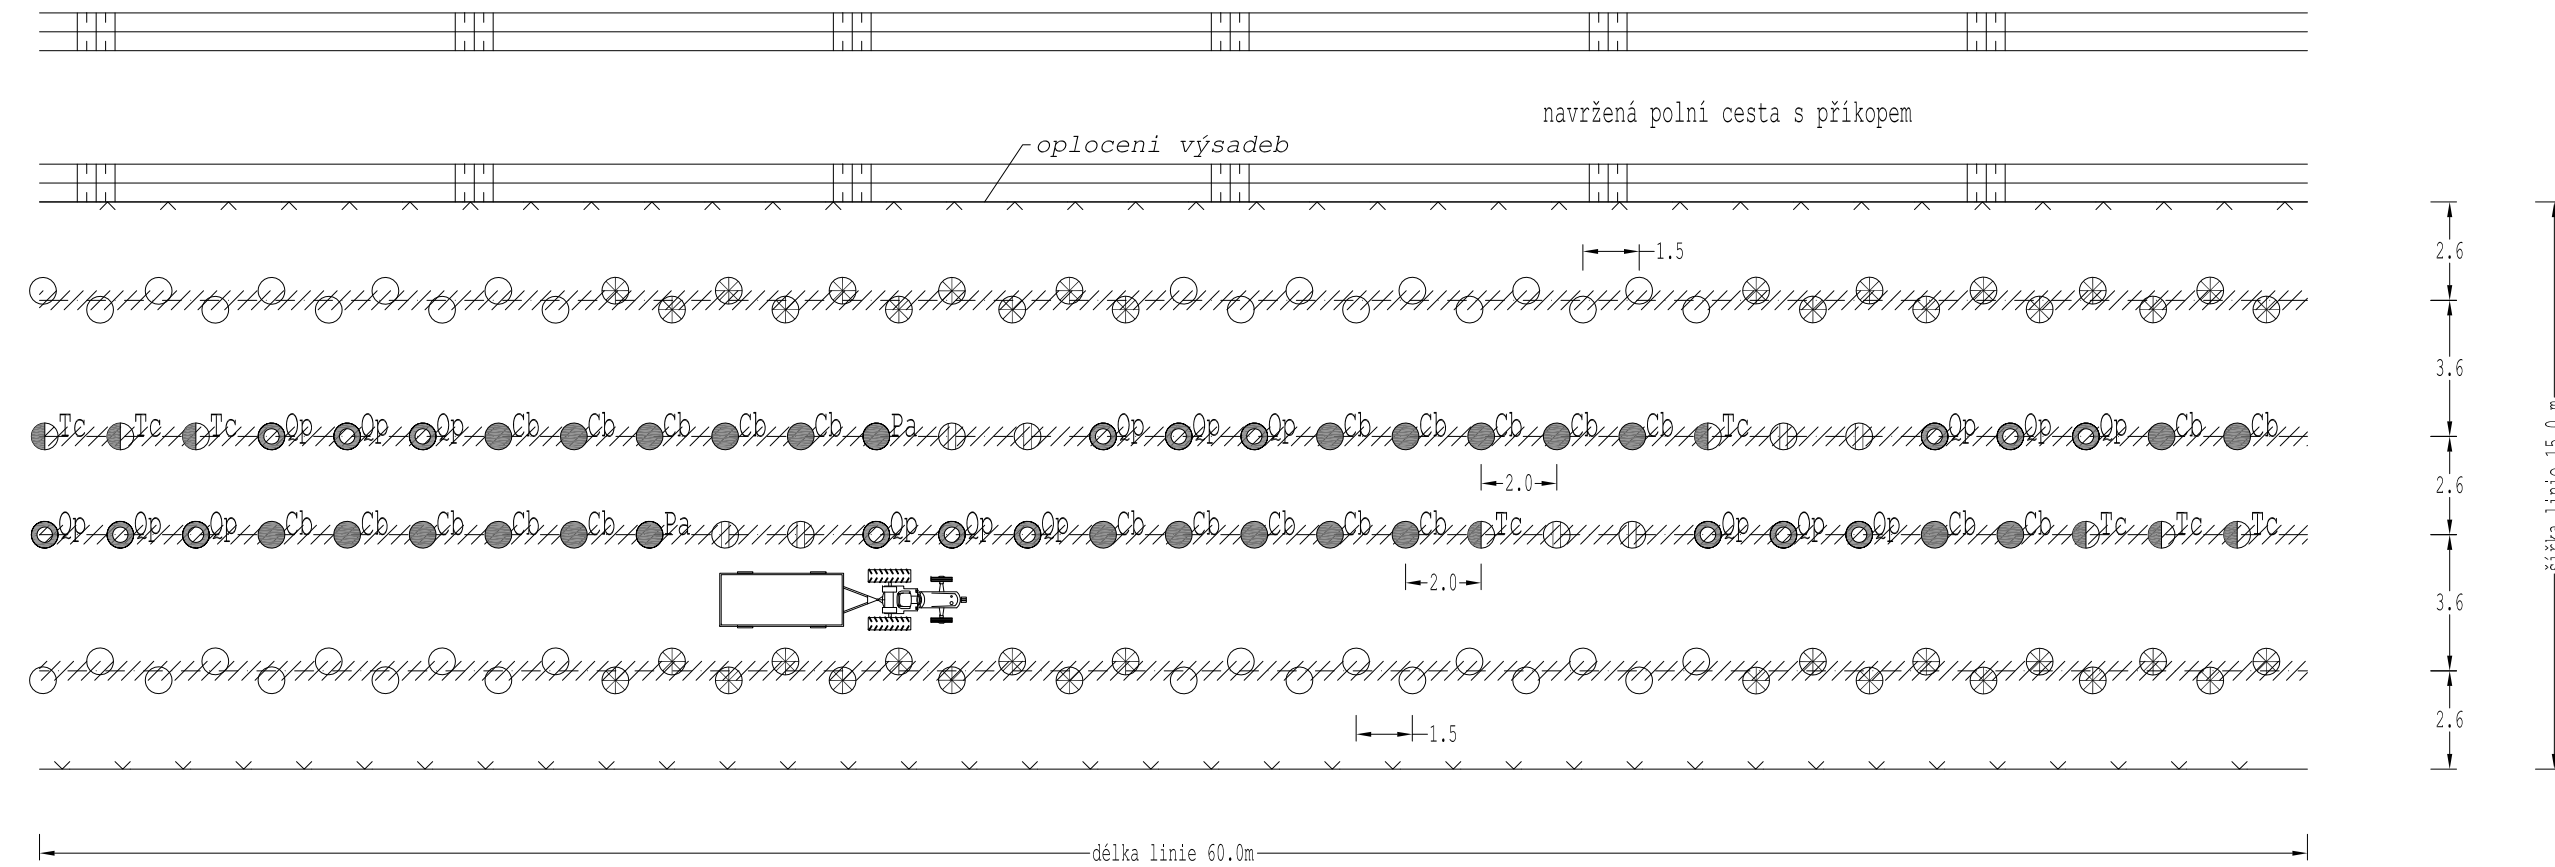 navržená polní cesta s příkopem
oploceni výsadeb
1.5
2.6
3.6
Tc Tc Tc Qp Qp Qp Cb Cb Cb Cb Cb Pa Qp Qp Qp Cb Cb Cb Cb Cb Tc Qp Qp Qp Cb Cb
2.0
2.6
Qp Qp Qp Cb Cb Cb Cb Cb Pa Qp Qp Qp Cb Cb Cb Cb Cb Tc Qp Qp Qp Cb Cb Tc Tc Tc
2.0
3.6
1.5
2.6
šířka linie 15.0 m
délka linie 60.0m